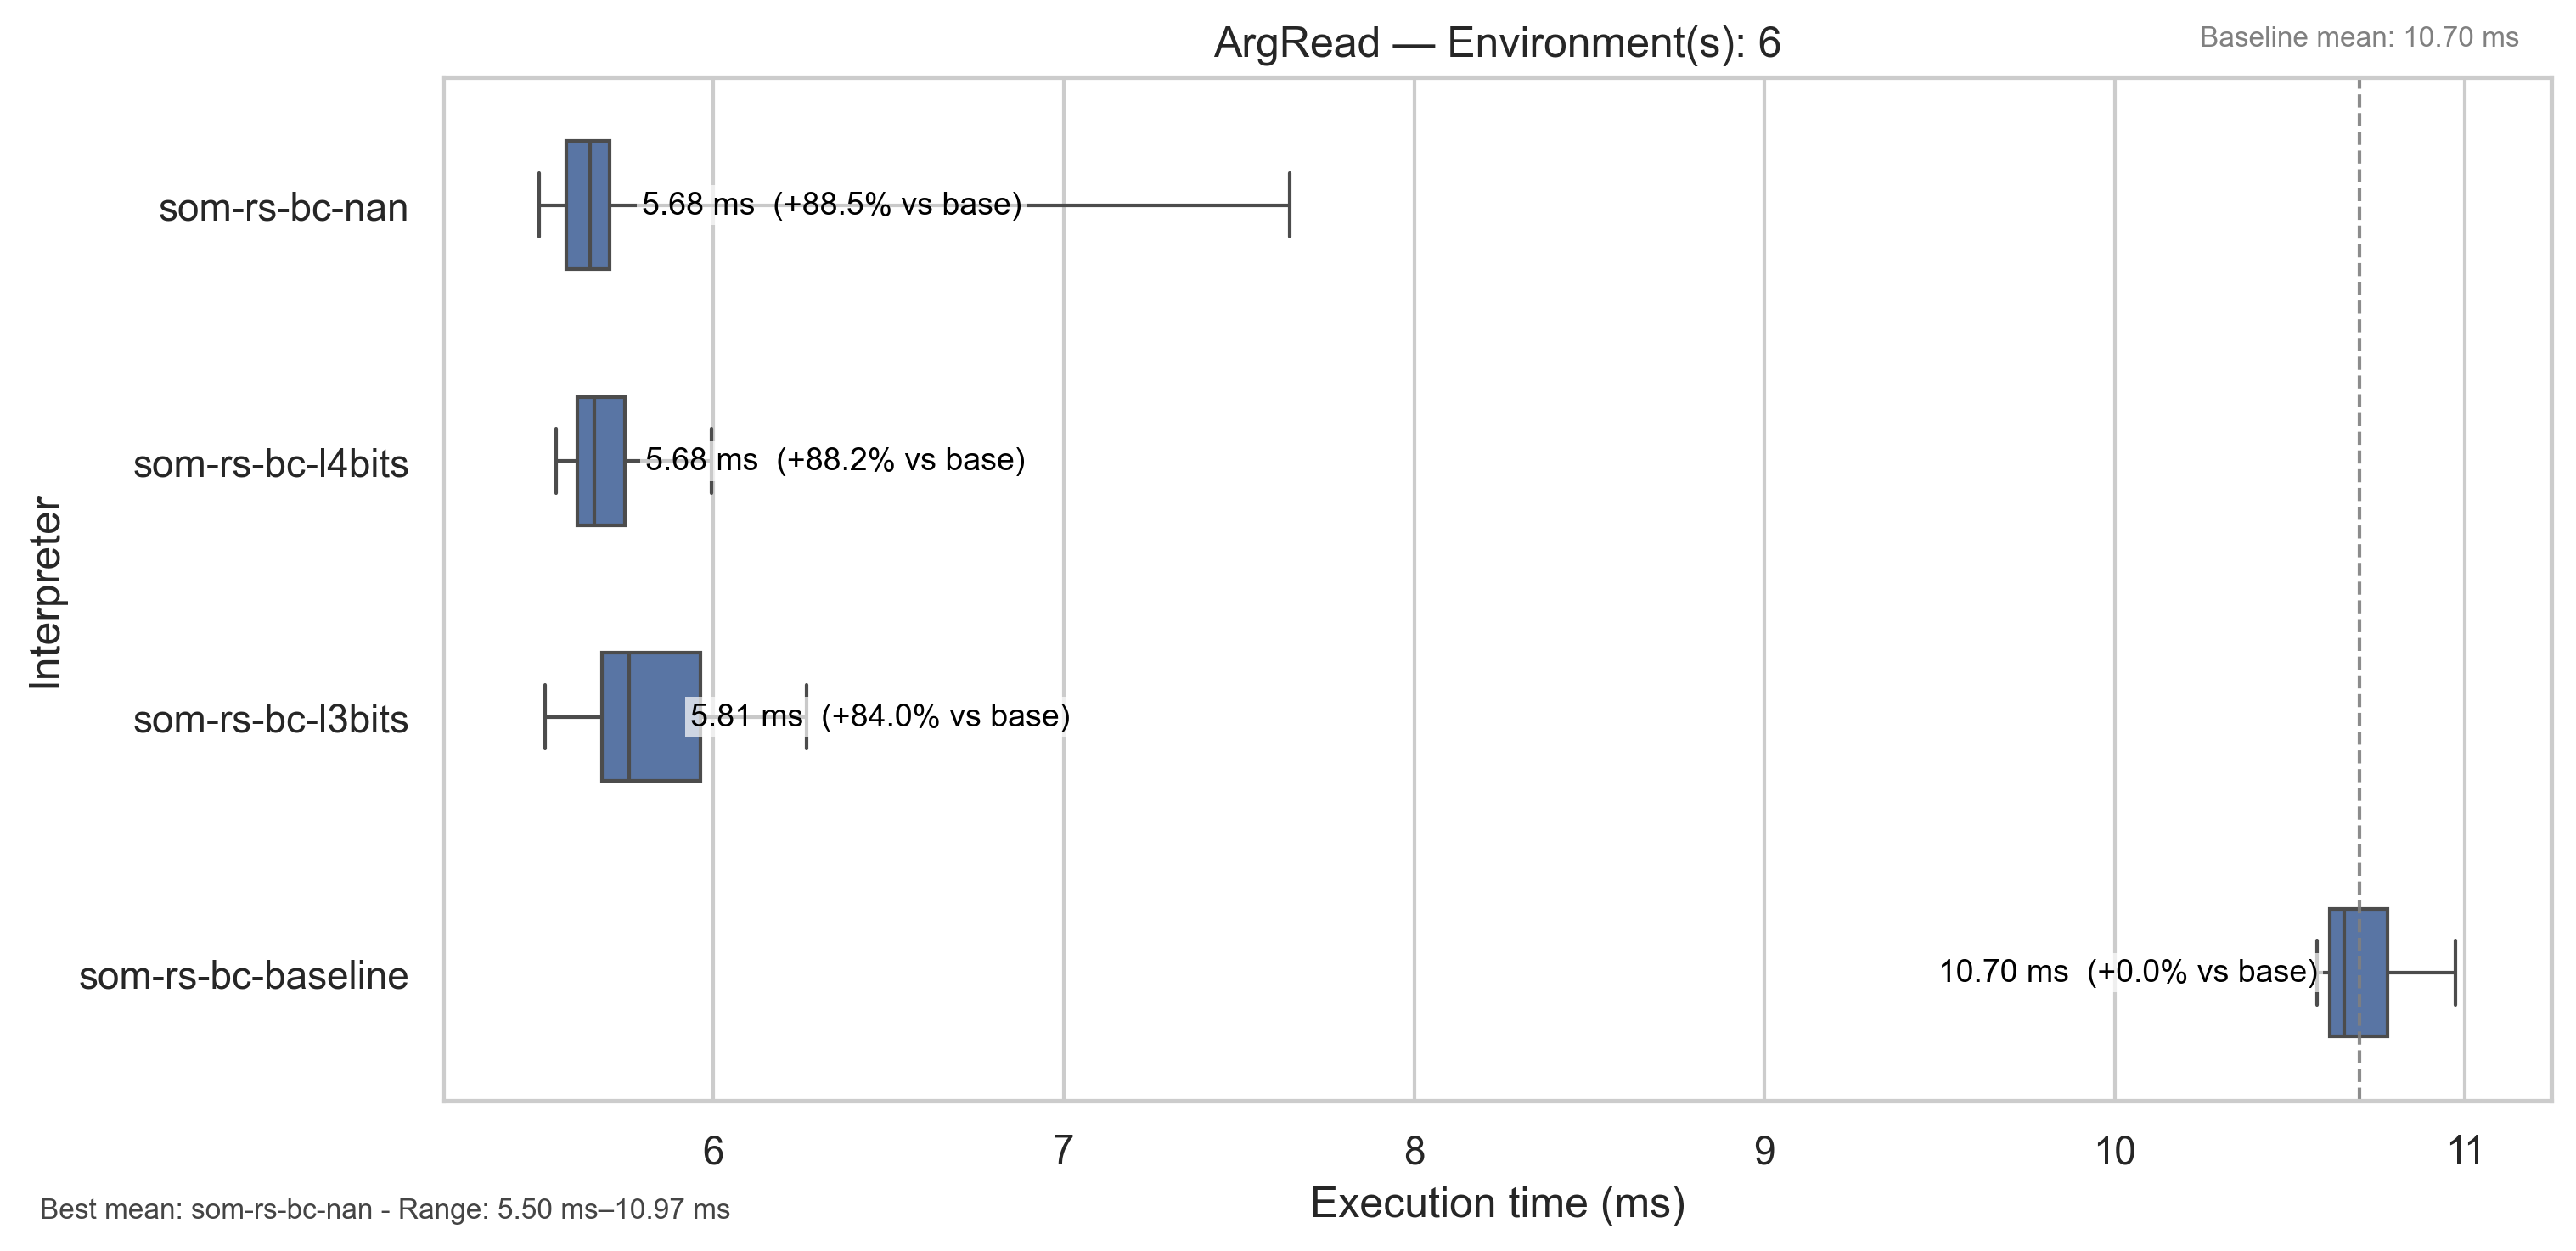 ArgRead — Environment(s): 6
Baseline mean: 10.70 ms
Interpreter
som-rs-bc-nan
5.68 ms (+88.5% vs base)
som-rs-bc-l4bits
5.68 ms (+88.2% vs base)
som-rs-bc-l3bits
5.81 ms (+84.0% vs base)
som-rs-bc-baseline
10.70 ms (+0.0% vs base)
6 7 8 9 10 11
Execution time (ms)
Best mean: som-rs-bc-nan - Range: 5.50 ms–10.97 ms